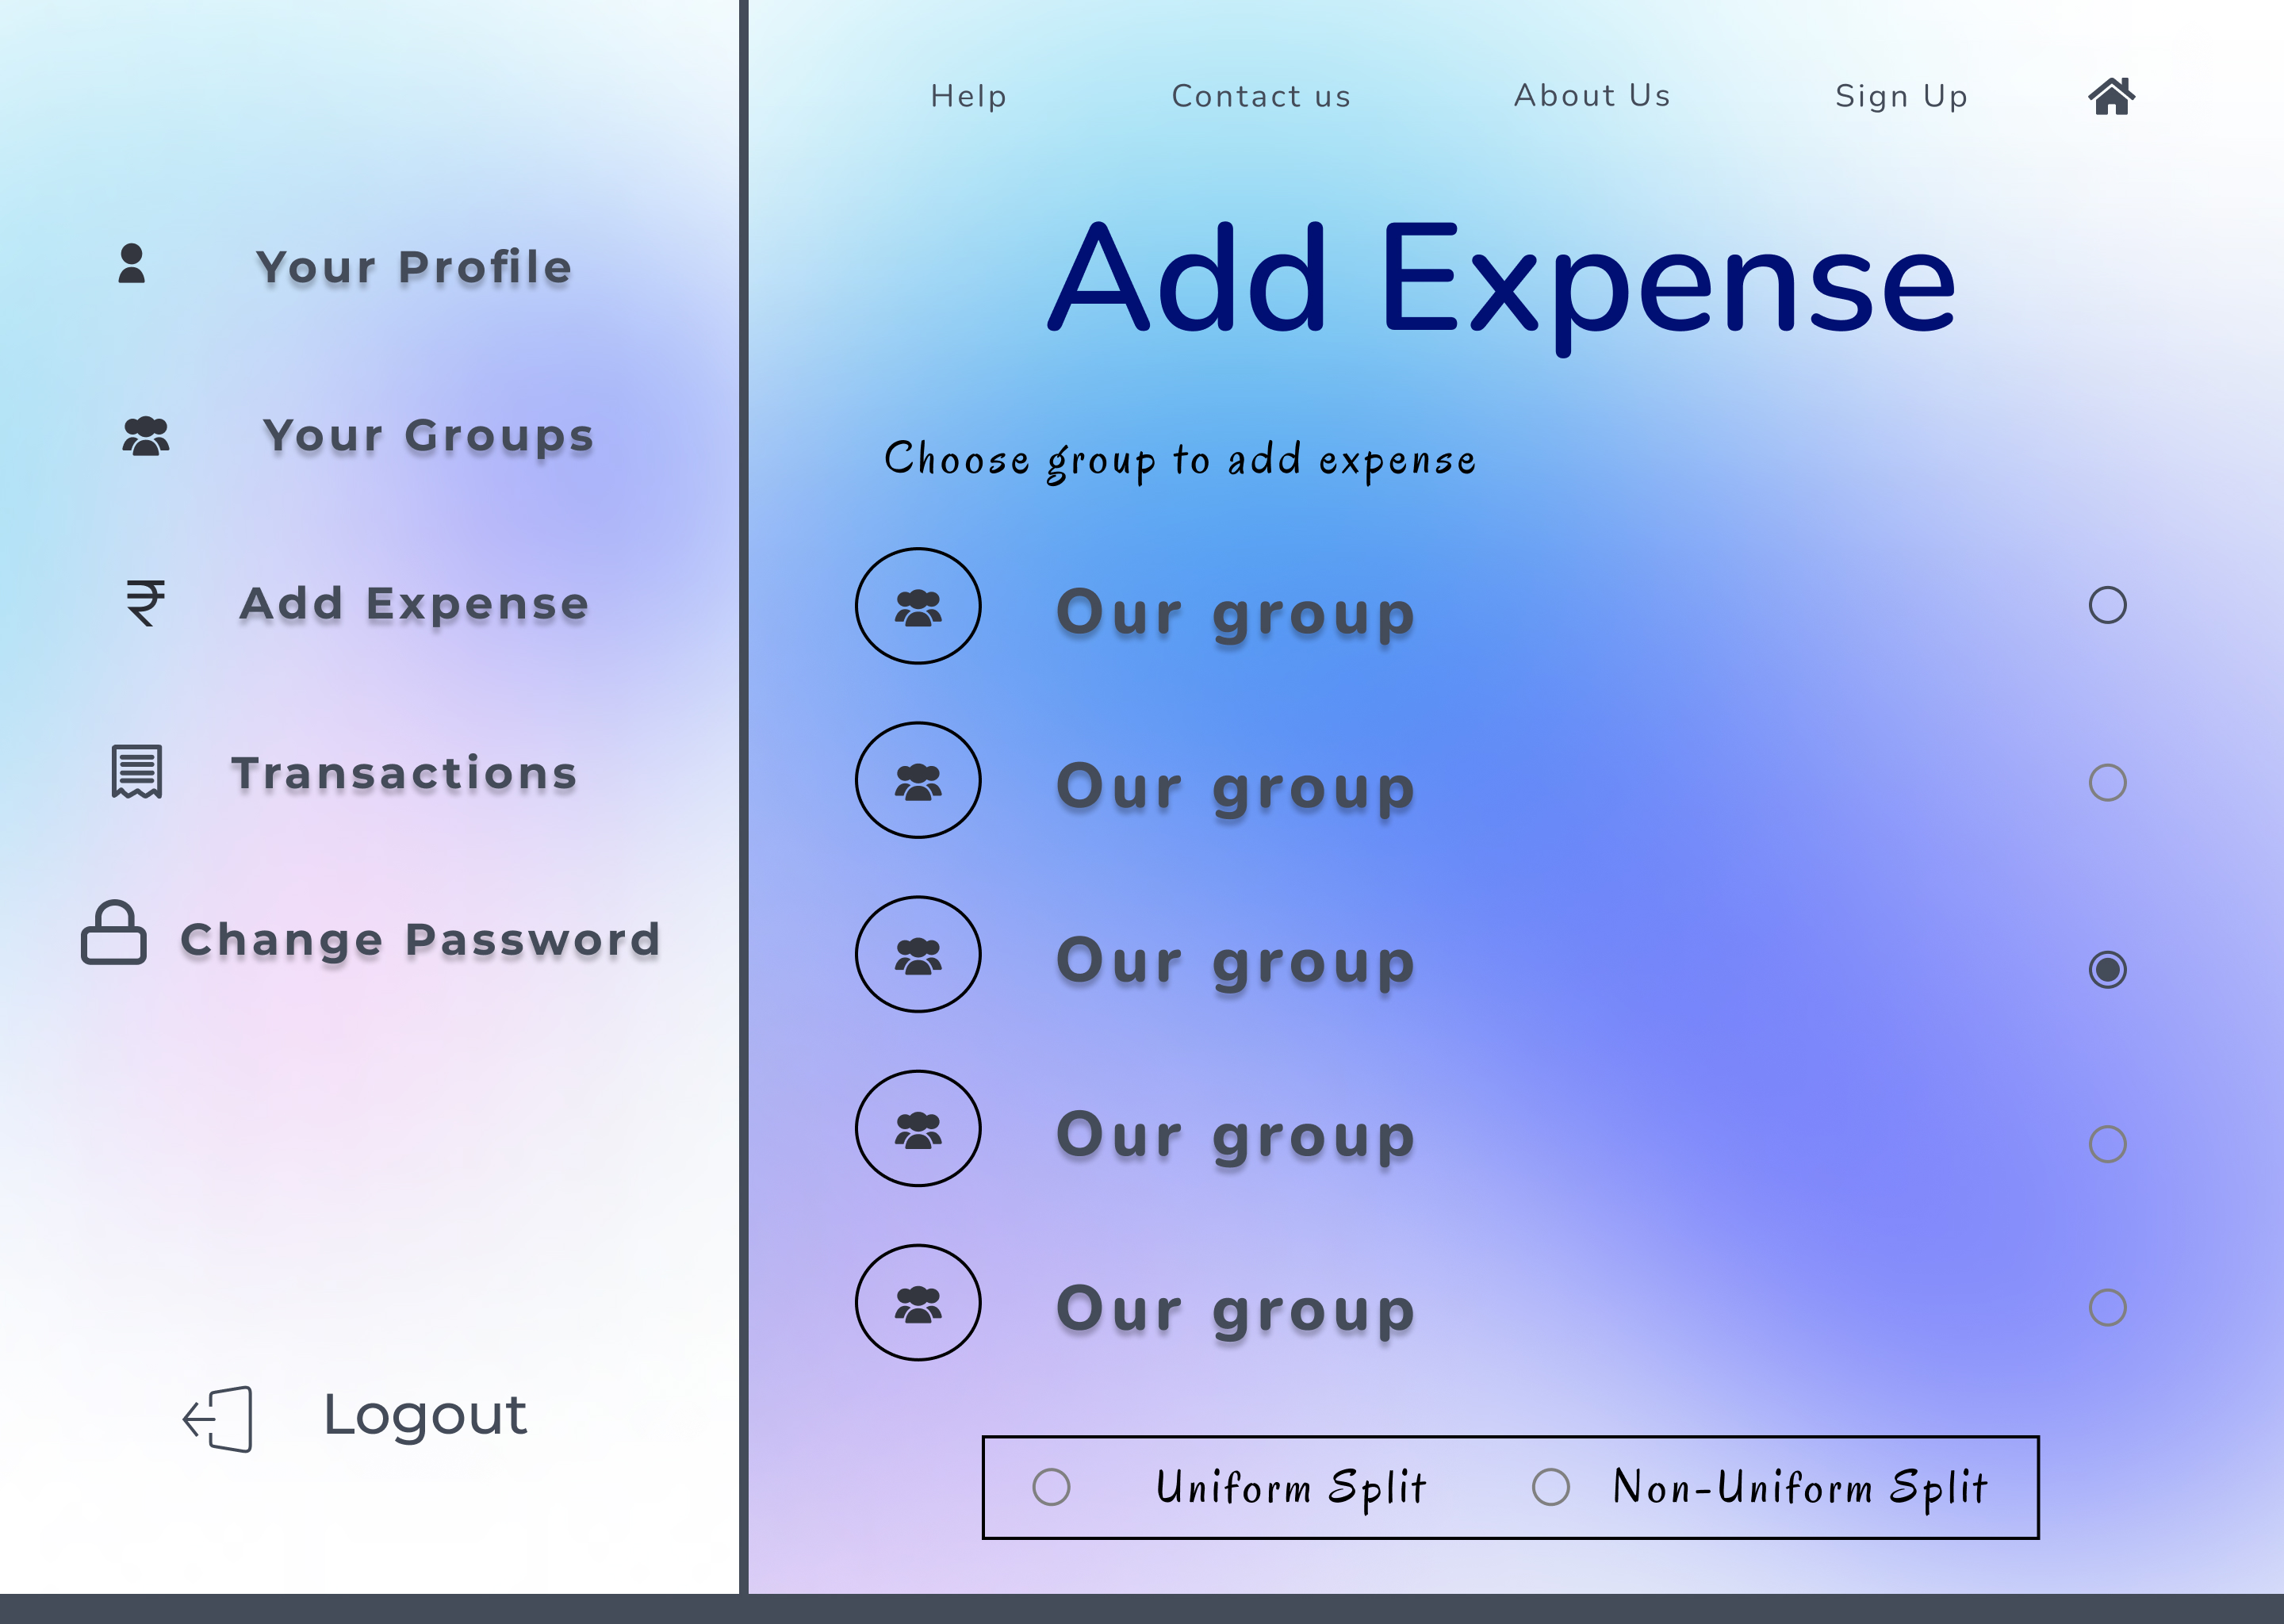 Help Contact us About Us Sign Up
Your Profile
Your Groups
₹ Add Expense
Transactions
Change Password
Logout
Add Expense
Choose group to add expense
Our group
Our group
Our group
Our group
Our group
Uniform Split Non-Uniform Split